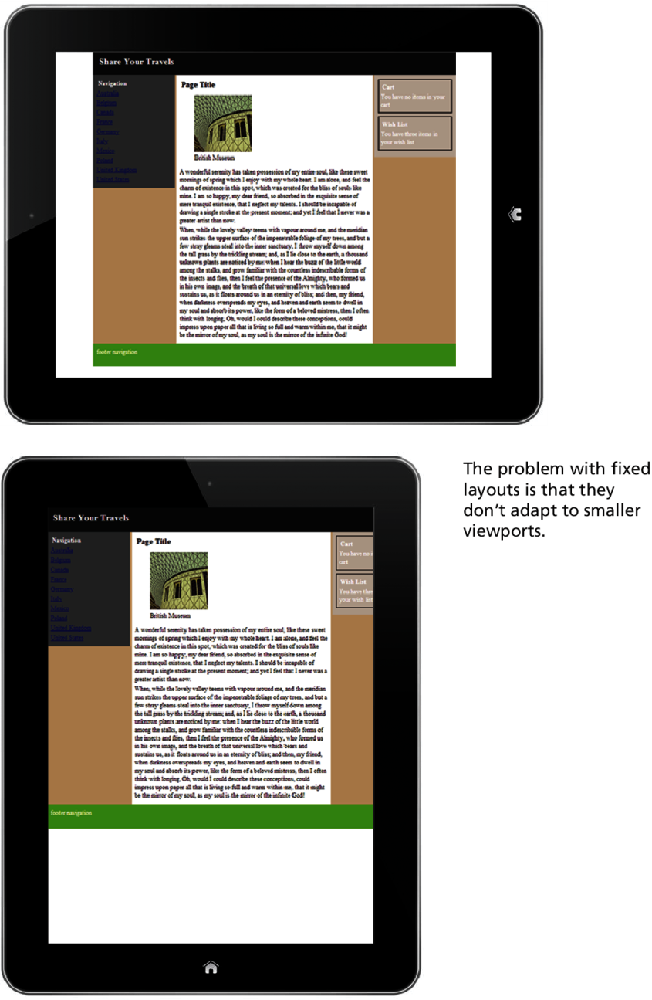 Share Your Travels
Navigation
Australia
Belgium
Canada
France
Germany
Italy
Mexico
Poland
United Kingdom
United States
Page Title
British Museum
A wonderful serenity has taken possession of my entire soul, like these sweet
mornings of spring which I enjoy with my whole heart. I am alone, and feel the
charm of existence in this spot, which was created for the bliss of souls like
mine. I am so happy, my dear friend, so absorbed in the exquisite sense of
mere tranquil existence, that I neglect my talents. I should be incapable of
drawing a single stroke at the present moment; and yet I feel that I never was a
greater artist than now.
When, while the lovely valley teems with vapour around me, and the meridian
sun strikes the upper surface of the impenetrable foliage of my trees, and but a
few stray gleams steal into the inner sanctuary, I throw myself down among
the tall grass by the trickling stream; and, as I lie close to the earth, a thousand
unknown plants are noticed by me: when I hear the buzz of the little world
among the stalks, and grow familiar with the countless indescribable forms of
the insects and flies, then I feel the presence of the Almighty, who formed us
in his own image, and the breath of that universal love which bears and
sustains us, as it floats around us in an eternity of bliss; and then, my friend,
when darkness overspreads my eyes, and heaven and earth seem to dwell in
my soul and absorb its power, like the form of a beloved mistress, then I often
think with longing, Oh, would I could describe these conceptions, could
impress upon paper all that is living so full and warm within me, that it might
be the mirror of my soul, as my soul is the mirror of the infinite God!
Cart
You have no items in your
cart
Wish List
You have three items in
your wish list
footer navigation
Share Your Travels
Navigation
Australia
Belgium
Canada
France
Germany
Italy
Mexico
Poland
United Kingdom
United States
Page Title
British Museum
A wonderful serenity has taken possession of my entire soul, like these sweet
mornings of spring which I enjoy with my whole heart. I am alone, and feel the
charm of existence in this spot, which was created for the bliss of souls like
mine. I am so happy, my dear friend, so absorbed in the exquisite sense of
mere tranquil existence, that I neglect my talents. I should be incapable of
drawing a single stroke at the present moment; and yet I feel that I never was a
greater artist than now.
When, while the lovely valley teems with vapour around me, and the meridian
sun strikes the upper surface of the impenetrable foliage of my trees, and but a
few stray gleams steal into the inner sanctuary, I throw myself down among
the tall grass by the trickling stream; and, as I lie close to the earth, a thousand
unknown plants are noticed by me: when I hear the buzz of the little world
among the stalks, and grow familiar with the countless indescribable forms of
the insects and flies, then I feel the presence of the Almighty, who formed us
in his own image, and the breath of that universal love which bears and
sustains us, as it floats around us in an eternity of bliss; and then, my friend,
when darkness overspreads my eyes, and heaven and earth seem to dwell in
my soul and absorb its power, like the form of a beloved mistress, then I often
think with longing, Oh, would I could describe these conceptions, could
impress upon paper all that is living so full and warm within me, that it might
be the mirror of my soul, as my soul is the mirror of the infinite God!
Cart
You have no it
cart
Wish List
You have thre
your wish list
footer navigation
The problem with fixed
layouts is that they
don't adapt to smaller
viewports.